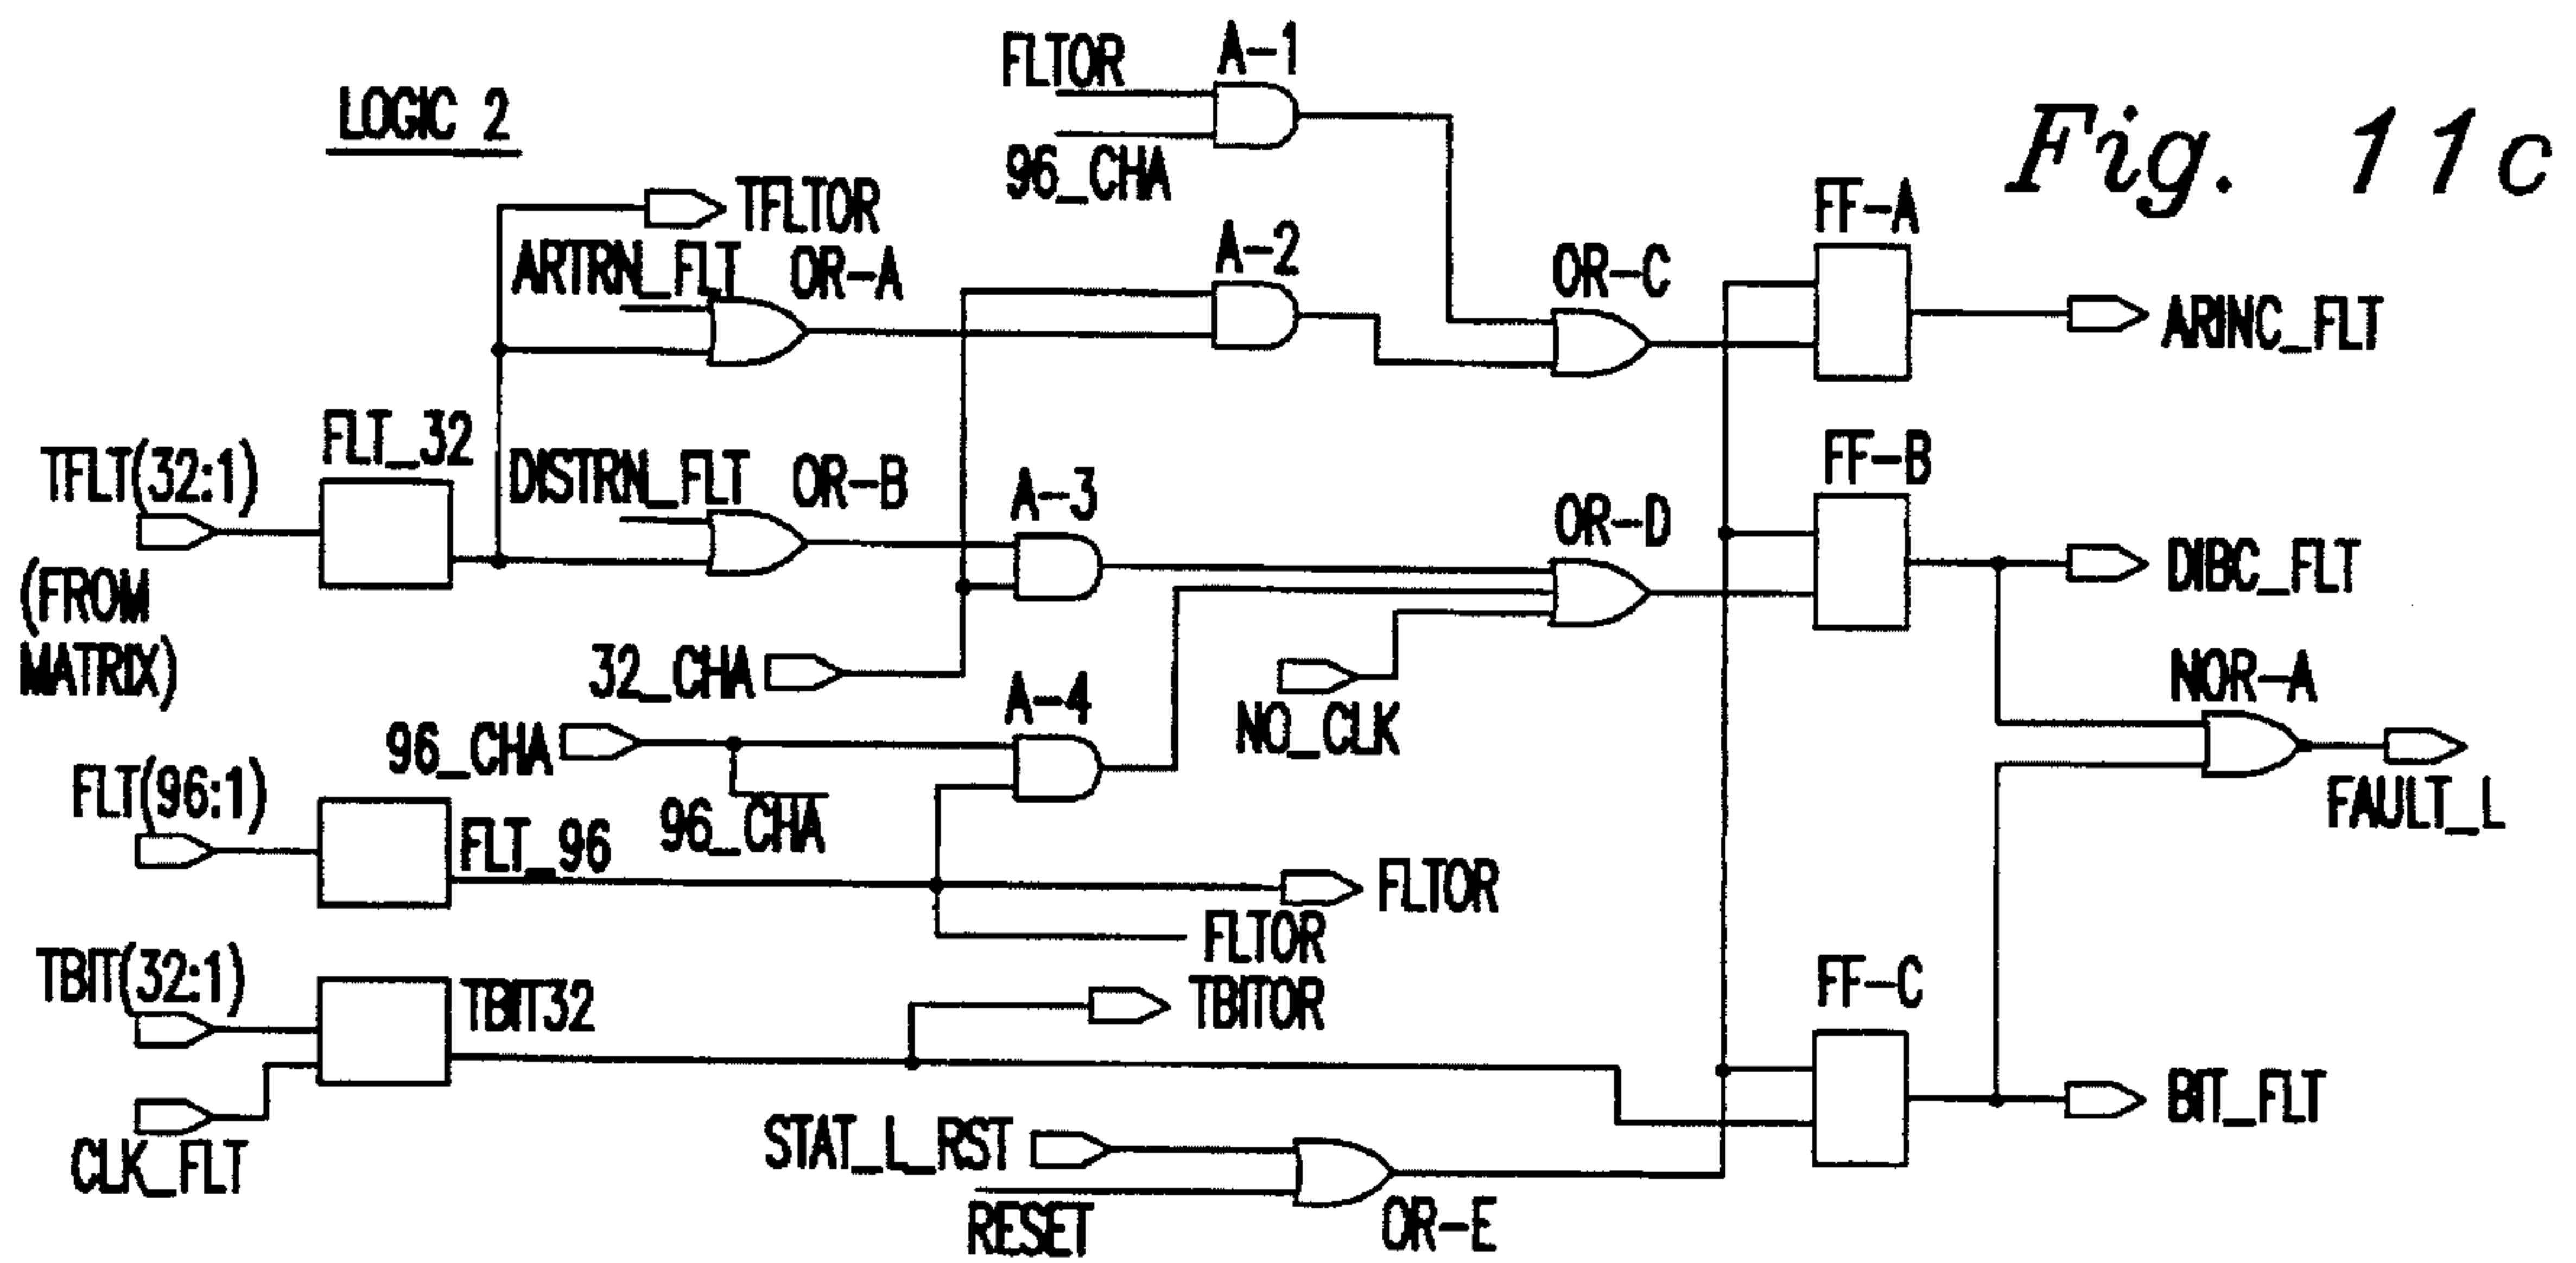 LOGIC 2
Fig. 11c
FLTOR
A-1
96_CHA
TFLTOR
ARTRN_FLT
OR-A
A-2
OR-C
FF-A
ARINC_FLT
TFLT(32:1)
(FROM
MATRIX)
FLT_32
DISTRN_FLT
OR-B
A-3
OR-D
FF-B
DIBC_FLT
32_CHA
NO_CLK
NOR-A
FAULT_L
96_CHA
96_CHA
A-4
FLT(96:1)
FLT_96
FLTOR
FLTOR
TBIT(32:1)
TBIT32
TBITOR
FF-C
BIT_FLT
CLK_FLT
STAT_L_RST
RESET
OR-E